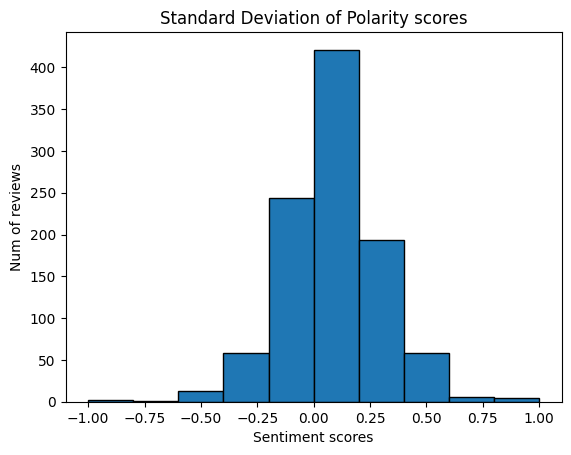 Standard Deviation of Polarity scores
Num of reviews
400
350
300
250
200
150
100
50
0
−1.00 −0.75 −0.50 −0.25 0.00 0.25 0.50 0.75 1.00
Sentiment scores